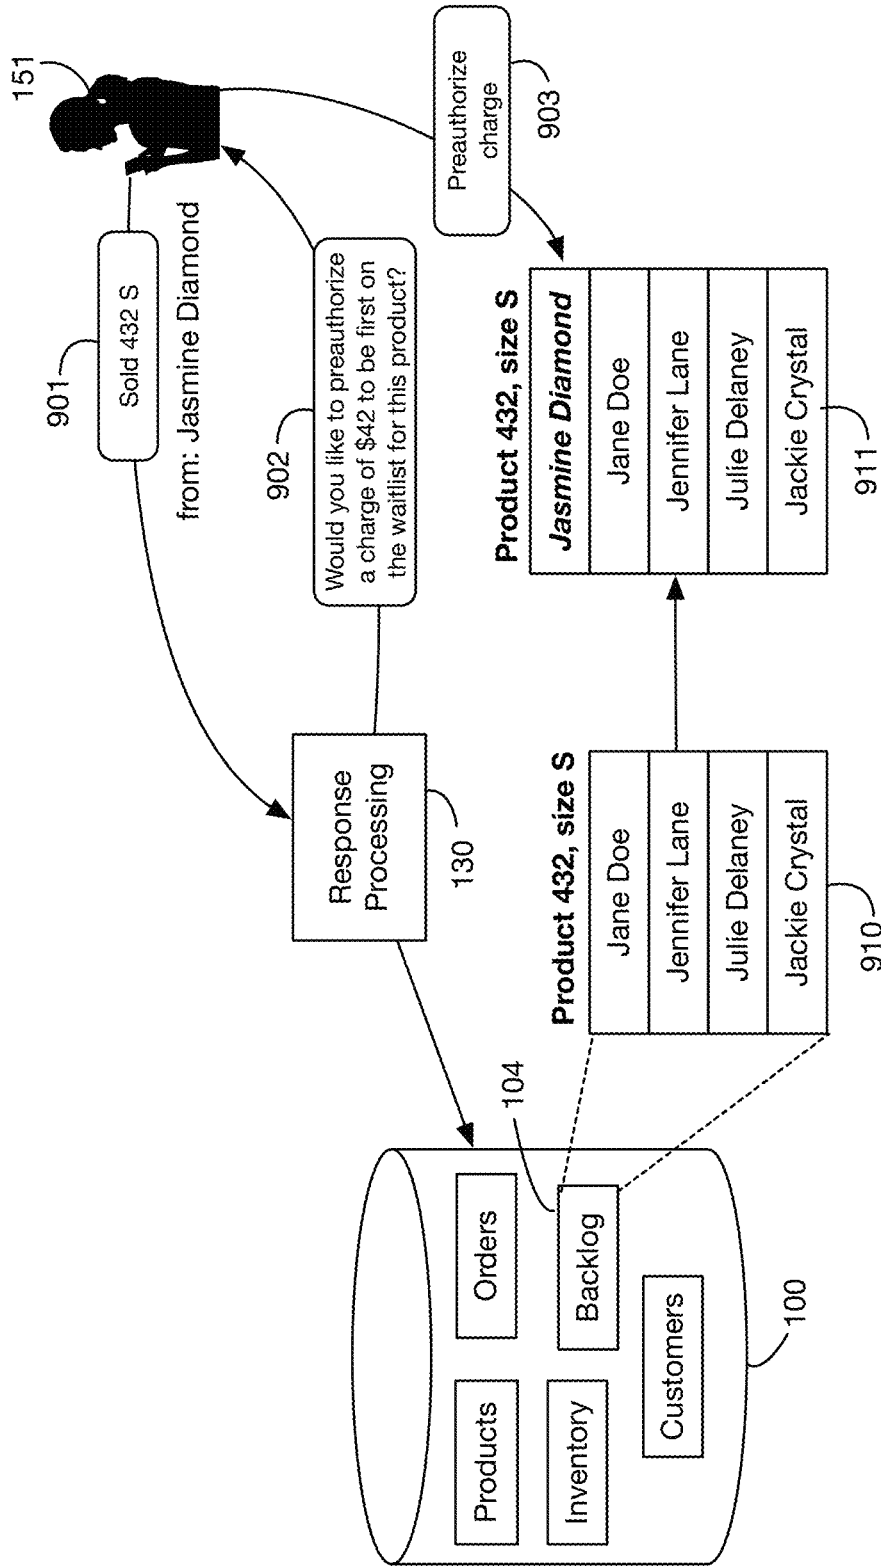 151
901
Sold 432 S
from: Jasmine Diamond
902
Would you like to preauthorize
a charge of $42 to be first on
the waitlist for this product?
Preauthorize
charge
903
Response
Processing
130
Products
Orders
Inventory
Backlog
Customers
104
100
Product 432, size S
Jane Doe
Jennifer Lane
Julie Delaney
Jackie Crystal
910
Product 432, size S
Jasmine Diamond
Jane Doe
Jennifer Lane
Julie Delaney
Jackie Crystal
911